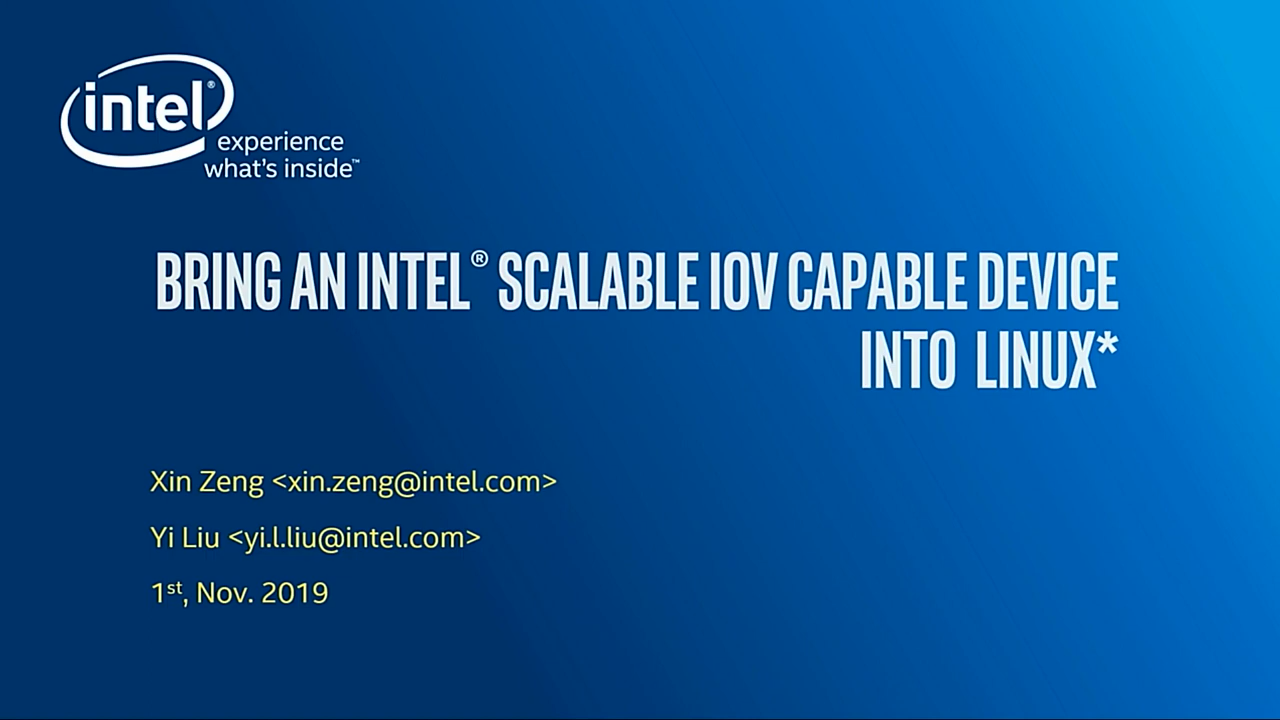 intel®
experience
what's inside™
BRING AN INTEL® SCALABLE IOV CAPABLE DEVICE
INTO LINUX*
Xin Zeng <xin.zeng@intel.com>
Yi Liu <yi.l.liu@intel.com>
1st, Nov. 2019